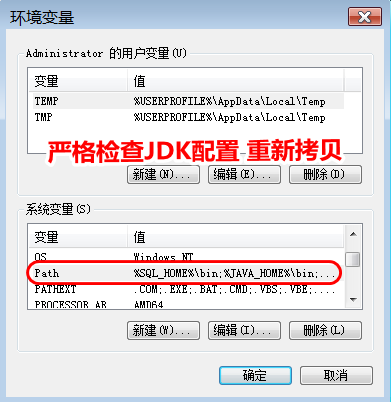 环境变量
Administrator 的用户变量(U)
变量 值
TEMP %USERPROFILE%\AppData\Local\Temp
TMP %USERPROFILE%\AppData\Local\Temp
严格检查JDK配置 重新拷贝
新建(N)... 编辑(E)... 删除(D)
系统变量(S)
变量 值
OS Windows_NT
Path %SQL_HOME%\bin;%JAVA_HOME%\bin;...
PATHEXT .COM;.EXE;.BAT;.CMD;.VBS;.VBE;....
PROCESSOR_AR AMD64
新建(W)... 编辑(I)... 删除(L)
确定 取消